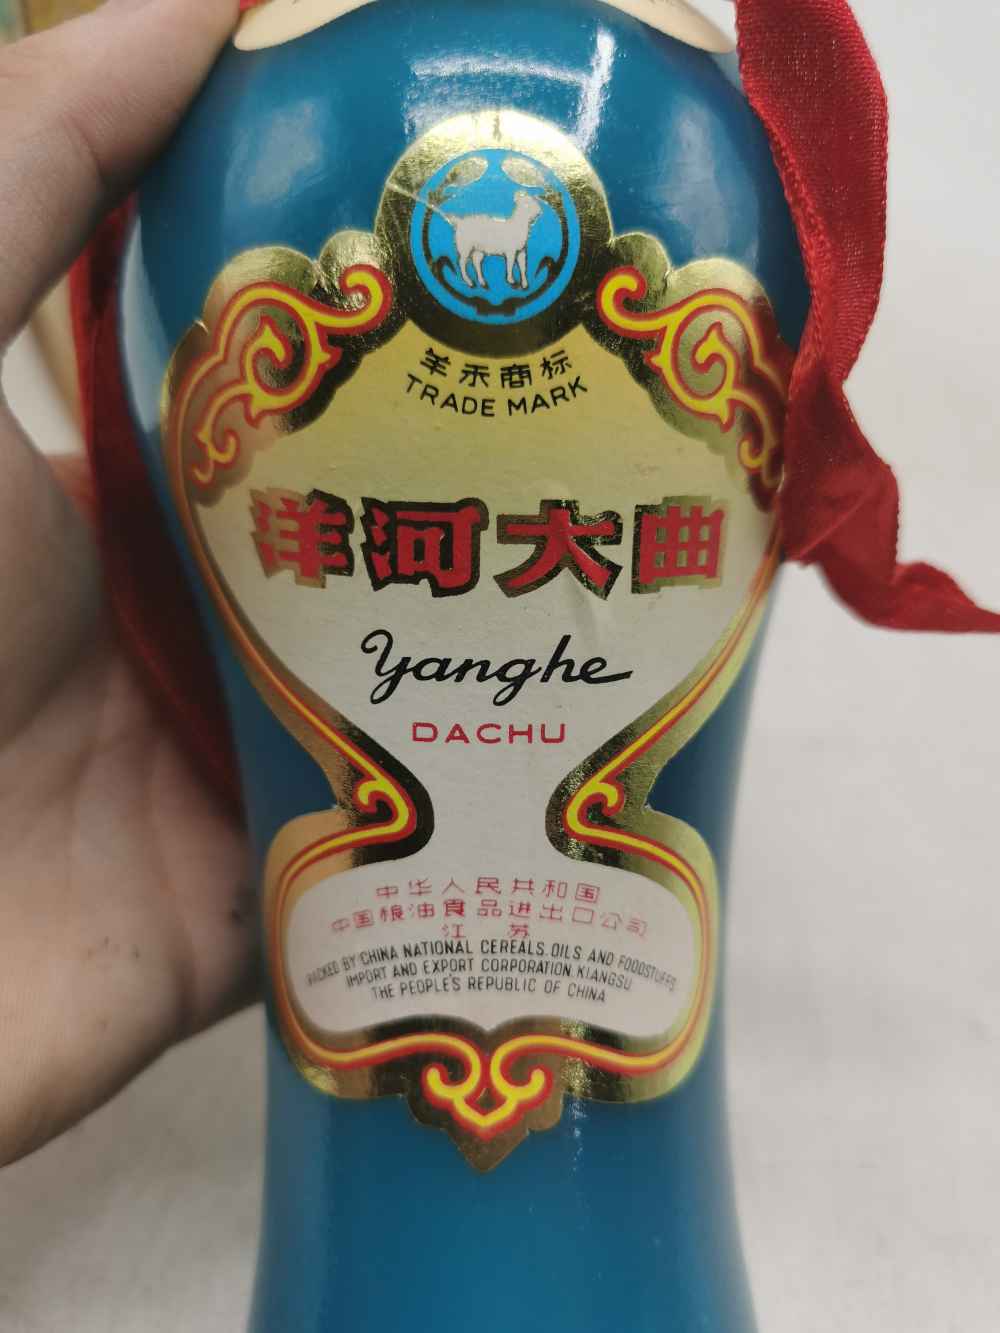 羊禾商标
TRADE MARK
洋河大曲
Yanghe
DACHU
中华人民共和国
中国粮油食品进出口公司
江苏
PACKED BY CHINA NATIONAL CEREALS.OILS AND FOODSTUFFS
IMPORT AND EXPORT CORPORATION.KIANGSU
THE PEOPLE'S REPUBLIC OF CHINA